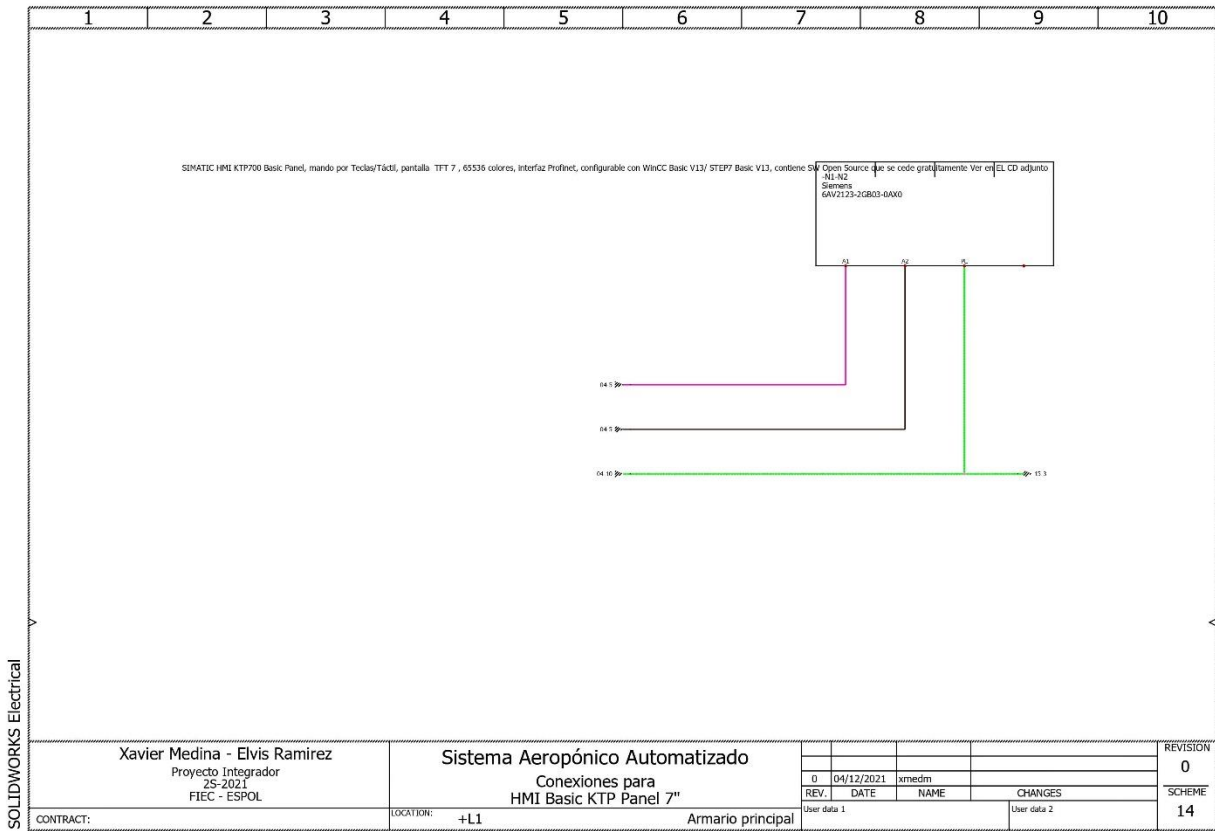 1 2 3 4 5 6 7 8 9 10
SIMATIC HMI KTP700 Basic Panel, mando por Teclas/Táctil, pantalla TFT 7 , 65536 colores, interfaz Profinet, configurable con WinCC Basic V13/ STEP7 Basic V13, contiene SW Open Source que se cede gratuitamente Ver en EL CD adjunto
-N1-N2
Siemens
6AV2123-2GB03-0AX0
A1 A2
04.5
04.5
04.10 15.3
SOLIDWORKS Electrical
Xavier Medina - Elvis Ramirez
Proyecto Integrador
2S-2021
FIEC - ESPOL
CONTRACT:
Sistema Aeropónico Automatizado
Conexiones para
HMI Basic KTP Panel 7"
LOCATION: +L1 Armario principal
0 04/12/2021 xmedm
REV. DATE NAME CHANGES
User data 1 User data 2
REVISION
0
SCHEME
14